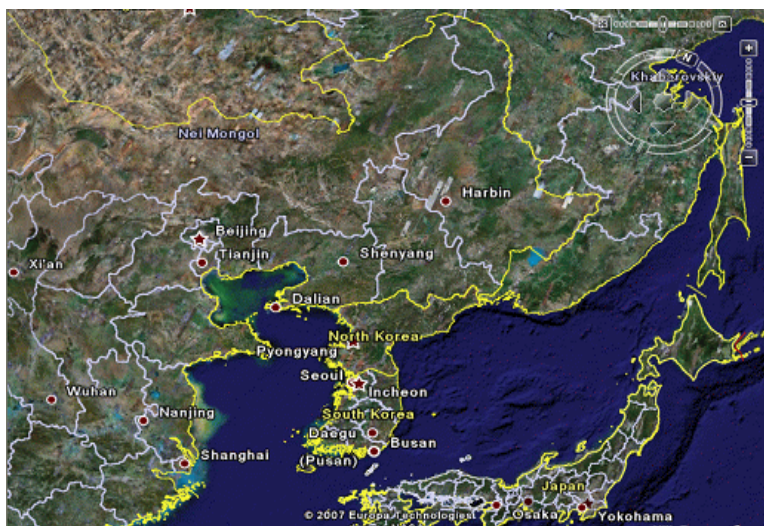 Khabarovskiy
Nei Mongol
Harbin
Beijing
Tianjin
Shenyang
Xi'an
Dalian
North Korea
Pyongyang
Seoul
Incheon
Wuhan
Nanjing
South Korea
Daegu
Busan
(Pusan)
Shanghai
Japan
© 2007 Europa Technologies
Osaka
Yokohama
N